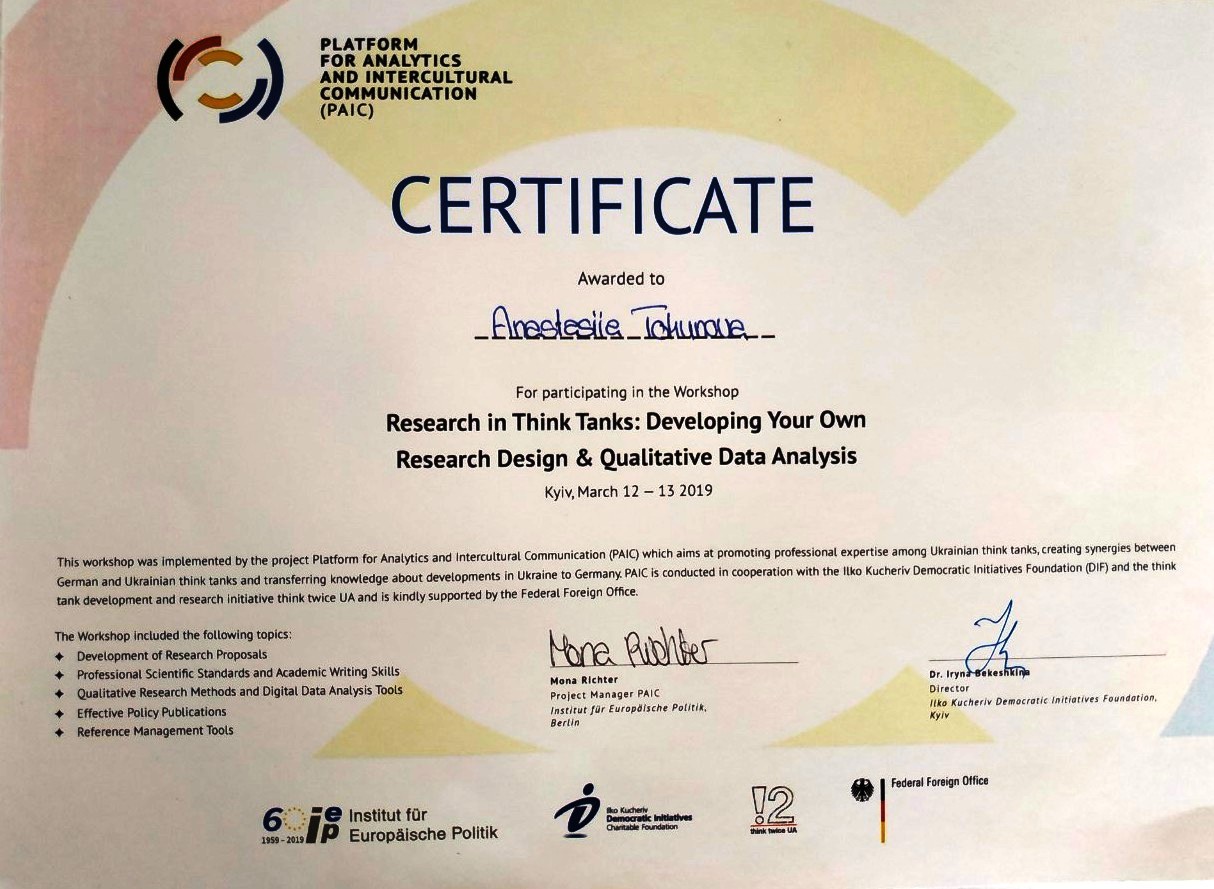 PLATFORM
FOR ANALYTICS
AND INTERCULTURAL
COMMUNICATION
(PAIC)
CERTIFICATE
Awarded to
Anastasiia
For participating in the Workshop
Research in Think Tanks: Developing Your Own
Research Design & Qualitative Data Analysis
Kyiv, March 12 – 13 2019
This workshop was implemented by the project Platform for Analytics and Intercultural Communication (PAIC) which aims at promoting professional expertise among Ukrainian think tanks, creating synergies between
German and Ukrainian think tanks and transferring knowledge about developments in Ukraine to Germany. PAIC is conducted in cooperation with the Ilko Kucheriv Democratic Initiatives Foundation (DIF) and the think
tank development and research initiative think twice UA and is kindly supported by the Federal Foreign Office.
The Workshop included the following topics:
✦ Development of Research Proposals
✦ Professional Scientific Standards and Academic Writing Skills
✦ Qualitative Research Methods and Digital Data Analysis Tools
✦ Effective Policy Publications
✦ Reference Management Tools
Mona Richter
Mona Richter
Project Manager PAIC
Institut für Europäische Politik,
Berlin
Dr. Iryna Bekeshkina
Director
Ilko Kucheriv Democratic Initiatives Foundation,
Kyiv
60 iep
1959 – 2019
Institut für
Europäische Politik
Ilko Kucheriv
Democratic Initiatives
Charitable Foundation
!2
think twice UA
Federal Foreign Office